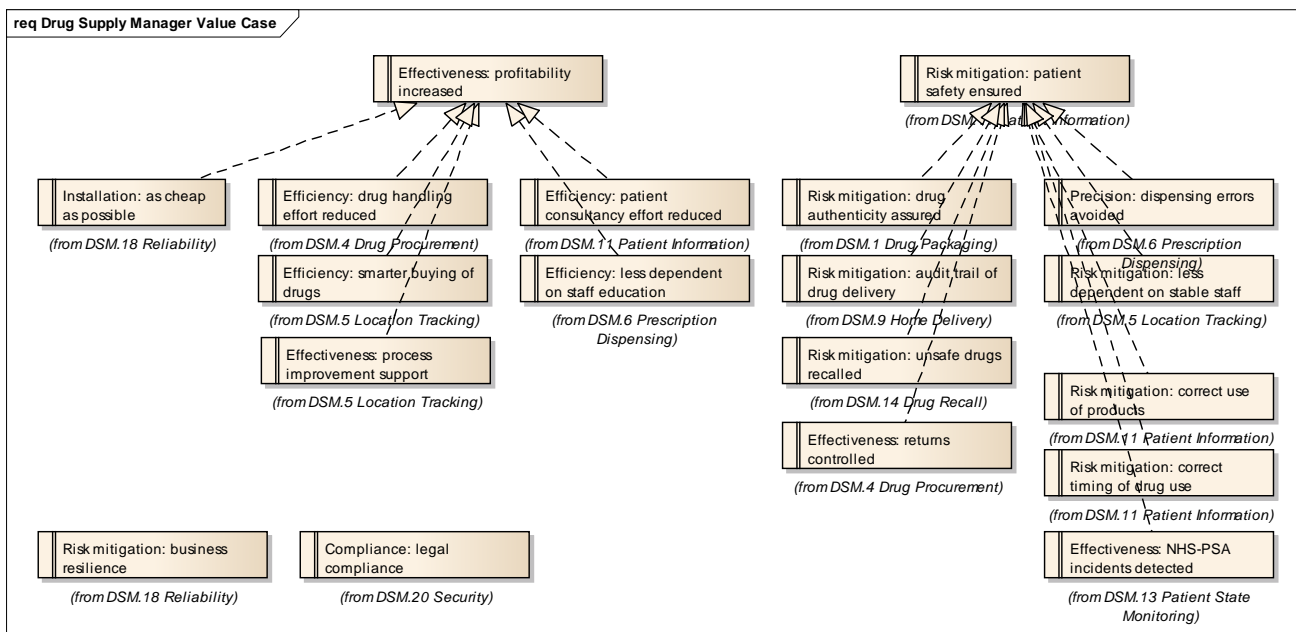 req Drug Supply Manager Value Case
Effectiveness: profitability
increased
Risk mitigation: patient
safety ensured
(from DSM. Information)
Installation: as cheap
as possible
(from DSM.18 Reliability)
Efficiency: drug handling
effort reduced
(from DSM.4 Drug Procurement)
Efficiency: patient
consultancy effort reduced
(from DSM.11 Patient Information)
Risk mitigation: drug
authenticity assured
(from DSM.1 Drug Packaging)
Precision: dispensing errors
avoided
(from DSM.6 Prescription
Dispensing)
Efficiency: smarter buying of
drugs
(from DSM.5 Location Tracking)
Efficiency: less dependent
on staff education
(from DSM.6 Prescription
Dispensing)
Risk mitigation: audit trail of
drug delivery
(from DSM.9 Home Delivery)
Risk mitigation: less
dependent on stable staff
(from DSM.5 Location Tracking)
Effectiveness: process
improvement support
(from DSM.5 Location Tracking)
Risk mitigation: unsafe drugs
recalled
(from DSM.14 Drug Recall)
Risk mitigation: correct use
of products
(from DSM.11 Patient Information)
Effectiveness: returns
controlled
(from DSM.4 Drug Procurement)
Risk mitigation: correct
timing of drug use
(from DSM.11 Patient Information)
Risk mitigation: business
resilience
(from DSM.18 Reliability)
Compliance: legal
compliance
(from DSM.20 Security)
Effectiveness: NHS-PSA
incidents detected
(from DSM.13 Patient State
Monitoring)